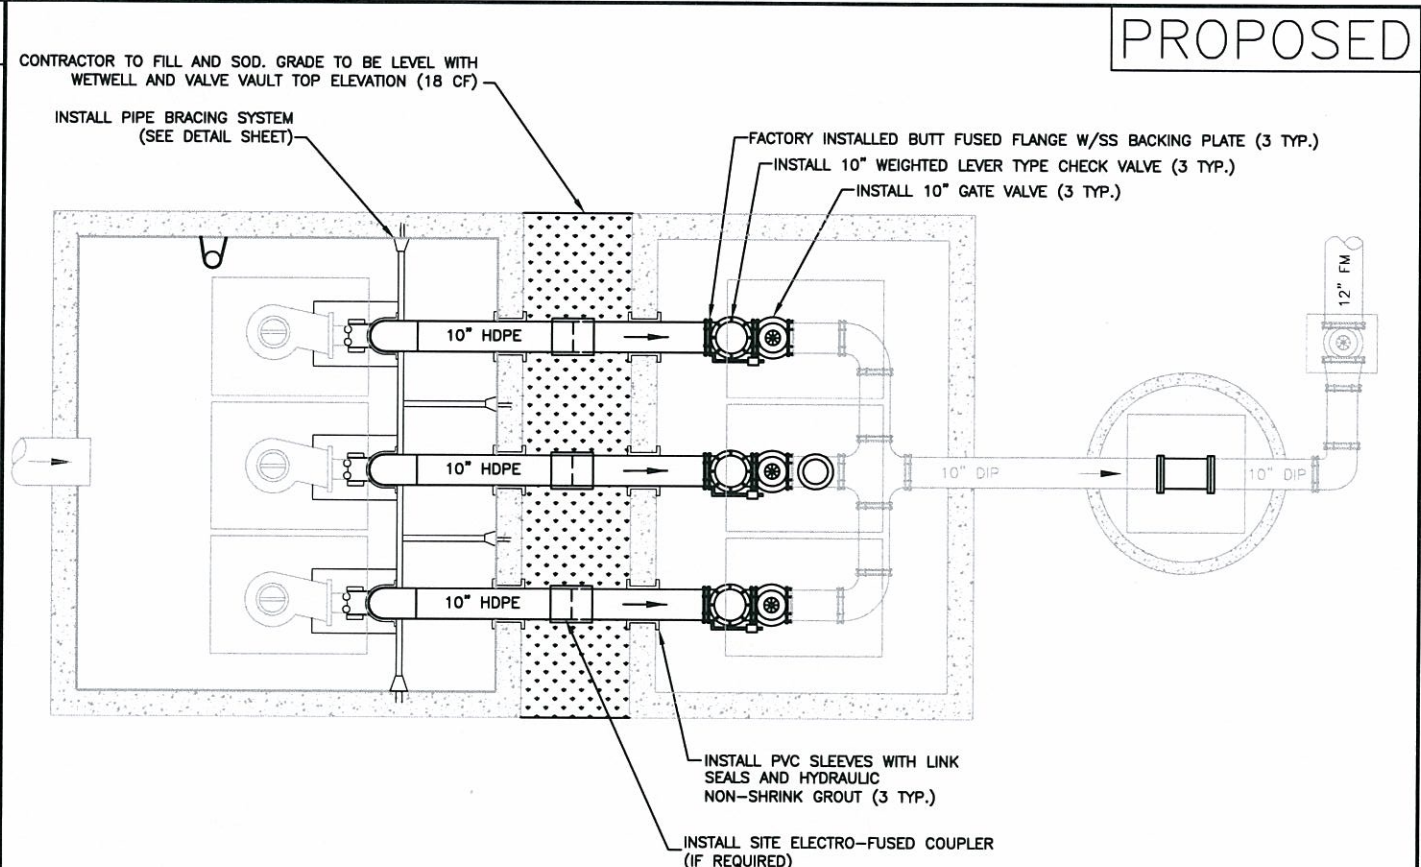 PROPOSED
CONTRACTOR TO FILL AND SOD. GRADE TO BE LEVEL WITH
WETWELL AND VALVE VAULT TOP ELEVATION (18 CF)
INSTALL PIPE BRACING SYSTEM
(SEE DETAIL SHEET)
FACTORY INSTALLED BUTT FUSED FLANGE W/SS BACKING PLATE (3 TYP.)
INSTALL 10" WEIGHTED LEVER TYPE CHECK VALVE (3 TYP.)
INSTALL 10" GATE VALVE (3 TYP.)
12" FM
10" HDPE
10" HDPE
10" DIP
10" DIP
10" HDPE
INSTALL PVC SLEEVES WITH LINK
SEALS AND HYDRAULIC
NON-SHRINK GROUT (3 TYP.)
INSTALL SITE ELECTRO-FUSED COUPLER
(IF REQUIRED)